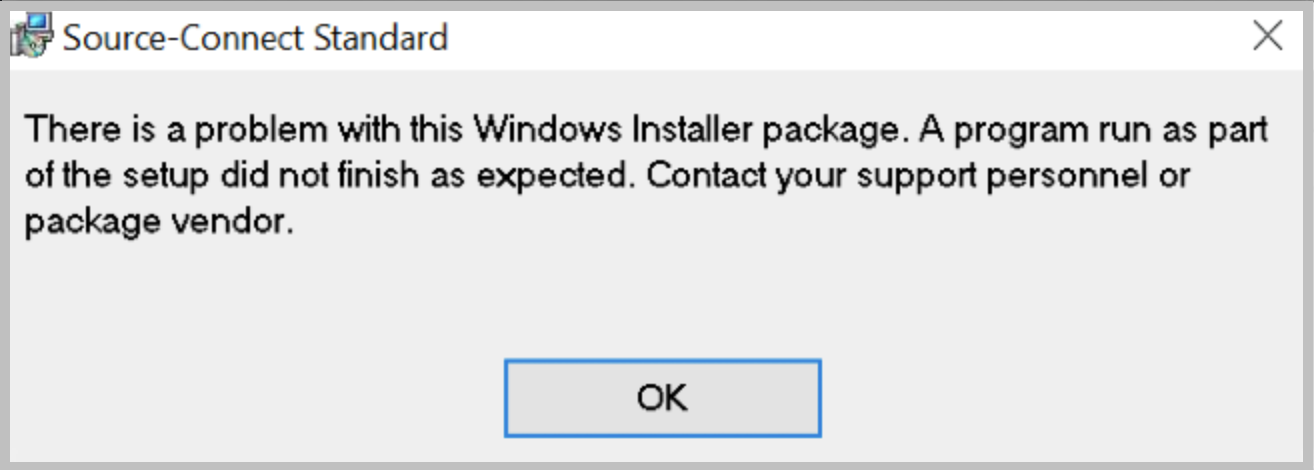 Source-Connect Standard
There is a problem with this Windows Installer package. A program run as part
of the setup did not finish as expected. Contact your support personnel or
package vendor.
OK